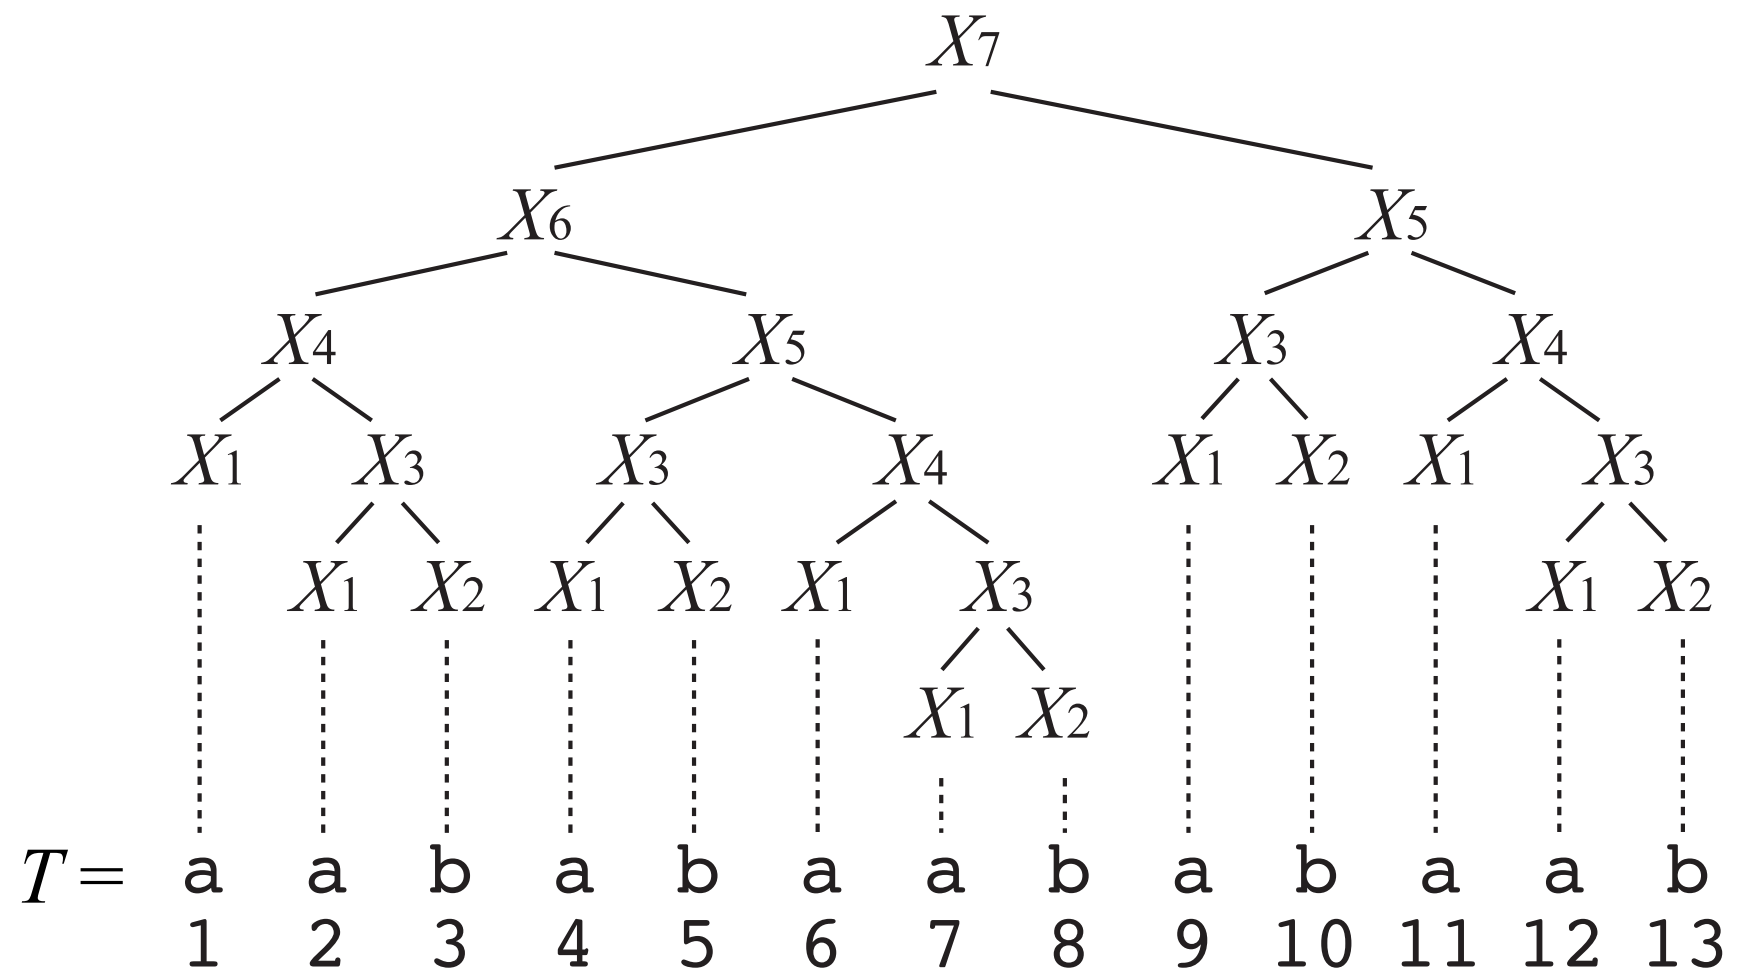 X7
X6 X5
X4 X5 X3 X4
X1 X3 X3 X4 X1 X2 X1 X3
X1 X2 X1 X2 X1 X3 X1 X2
X1 X2
T = a a b a b a a b a b a a b
1 2 3 4 5 6 7 8 9 10 11 12 13